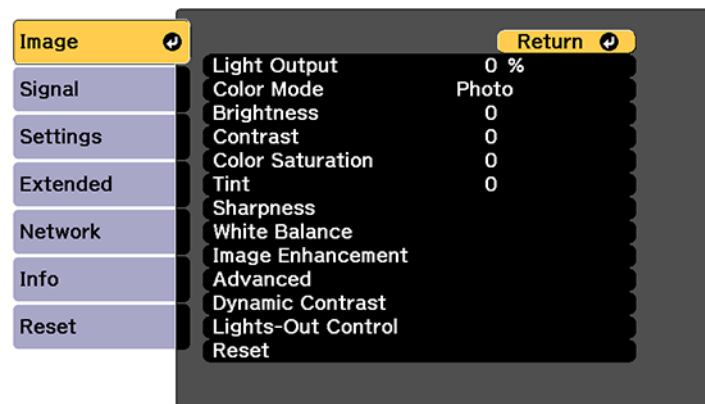 Image
Signal
Settings
Extended
Network
Info
Reset
Return
Light Output 0 %
Color Mode Photo
Brightness 0
Contrast 0
Color Saturation 0
Tint 0
Sharpness
White Balance
Image Enhancement
Advanced
Dynamic Contrast
Lights-Out Control
Reset